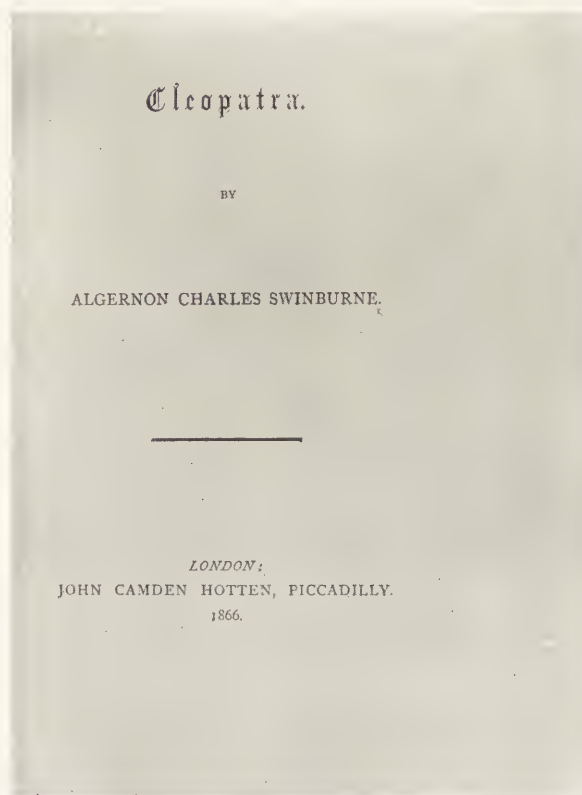 Cleopatra.
BY
ALGERNON CHARLES SWINBURNE.
LONDON:
JOHN CAMDEN HOTTEN, PICCADILLY.
1866.